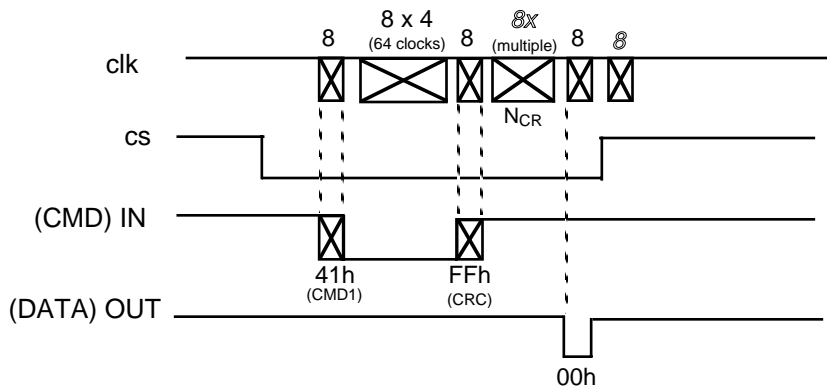 8 x 4
(64 clocks)
8x
(multiple)
8
8
8
8
clk
NCR
cs
(CMD) IN
41h
(CMD1)
FFh
(CRC)
(DATA) OUT
00h